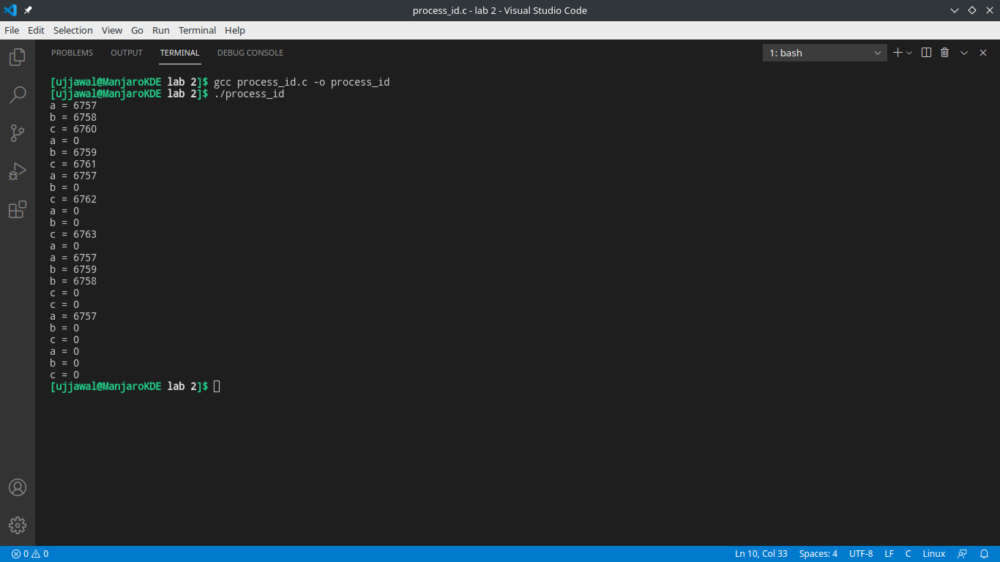 process_id.c - lab 2 - Visual Studio Code
File Edit Selection View Go Run Terminal Help
PROBLEMS OUTPUT TERMINAL DEBUG CONSOLE 1: bash
[ujjawal@ManjaroKDE lab 2]$ gcc process_id.c -o process_id
[ujjawal@ManjaroKDE lab 2]$ ./process_id
a = 6757
b = 6758
c = 6760
a = 0
b = 6759
c = 6761
a = 6757
b = 0
c = 6762
a = 0
b = 0
c = 6763
a = 0
a = 6757
b = 6759
b = 6758
c = 0
c = 0
a = 6757
b = 0
c = 0
a = 0
b = 0
c = 0
[ujjawal@ManjaroKDE lab 2]$
0 0 Ln 10, Col 33 Spaces: 4 UTF-8 LF C Linux